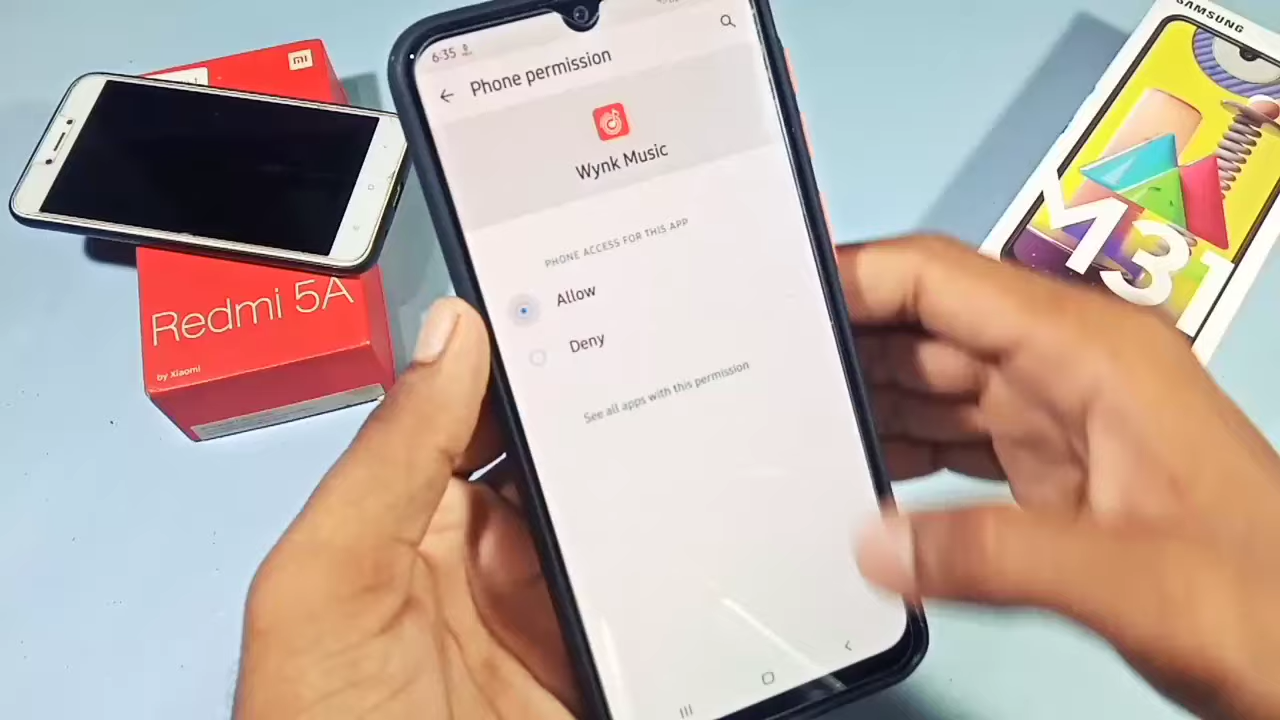 6:35
Phone permission
Wynk Music
PHONE ACCESS FOR THIS APP
Allow
Deny
See all apps with this permission
mi
Redmi 5A
by Xiaomi
SAMSUNG
M31